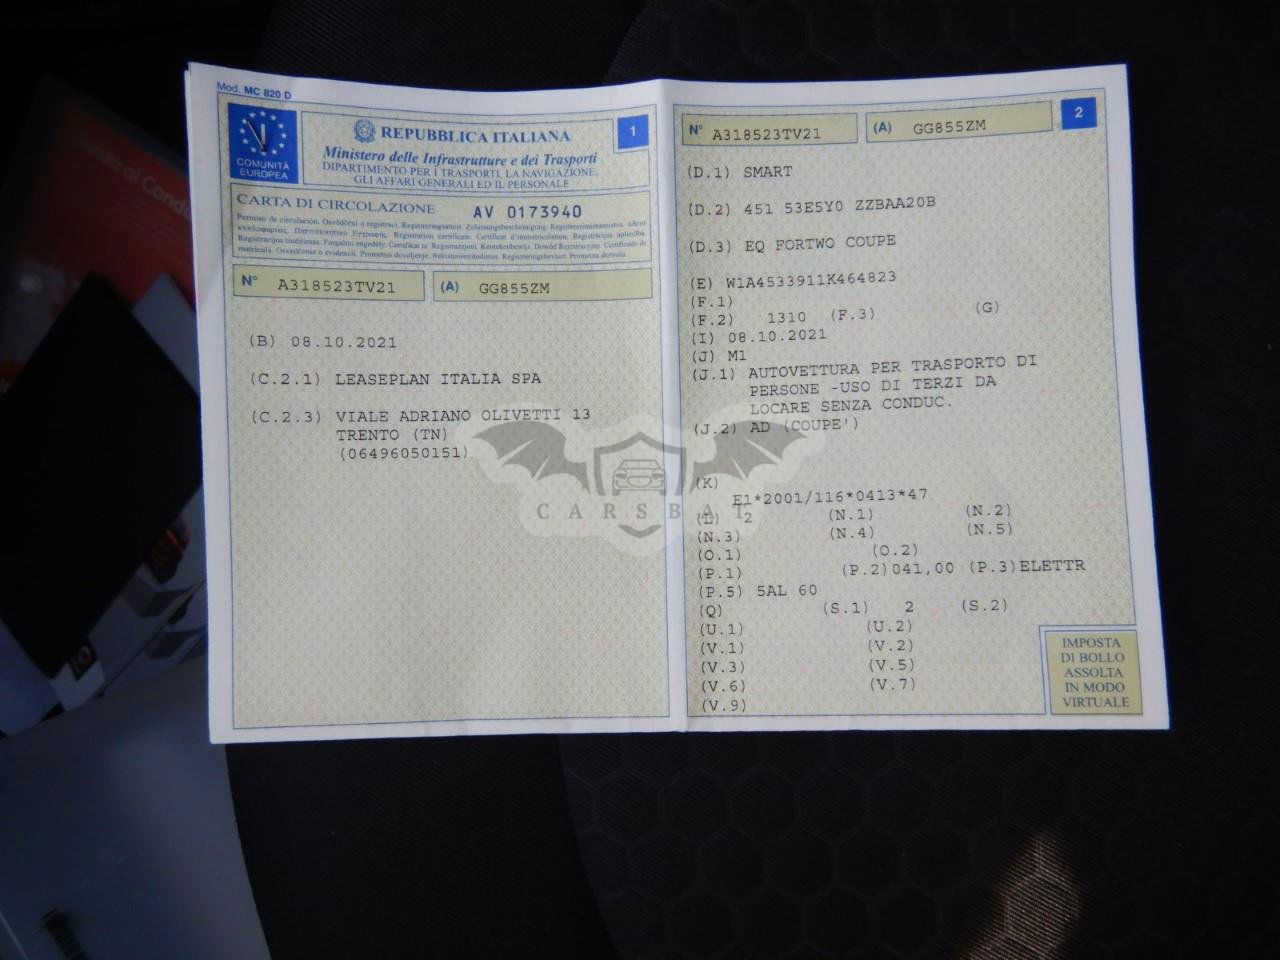 Mod. MC 820 D
COMUNITÀ
EUROPEA
REPUBBLICA ITALIANA
Ministero delle Infrastrutture e dei Trasporti
DIPARTIMENTO PER I TRASPORTI, LA NAVIGAZIONE,
GLI AFFARI GENERALI ED IL PERSONALE
1
CARTA DI CIRCOLAZIONE AV 0173940
N° A318523TV21 (A) GG855ZM
(B) 08.10.2021
(C.2.1) LEASEPLAN ITALIA SPA
(C.2.3) VIALE ADRIANO OLIVETTI 13
TRENTO (TN)
(06496050151)
N° A318523TV21 (A) GG855ZM 2
(D.1) SMART
(D.2) 451 53E5Y0 ZZBAA20B
(D.3) EQ FORTWO COUPE
(E) W1A4533911K464823
(F.1)
(F.2) 1310 (F.3) (G)
(I) 08.10.2021
(J) M1
(J.1) AUTOVETTURA PER TRASPORTO DI
PERSONE -USO DI TERZI DA
LOCARE SENZA CONDUC.
(J.2) AD (COUPE')
(K)
E1*2001/116*0413*47
(L) 2 (N.1) (N.2)
(N.3) (N.4) (N.5)
(O.1) (O.2)
(P.1) (P.2)041,00 (P.3)ELETTR
(P.5) 5AL 60
(Q) (S.1) 2 (S.2)
(U.1) (U.2)
(V.1) (V.2)
(V.3) (V.5)
(V.6) (V.7)
(V.9)
IMPOSTA
DI BOLLO
ASSOLTA
IN MODO
VIRTUALE
CARSBAT